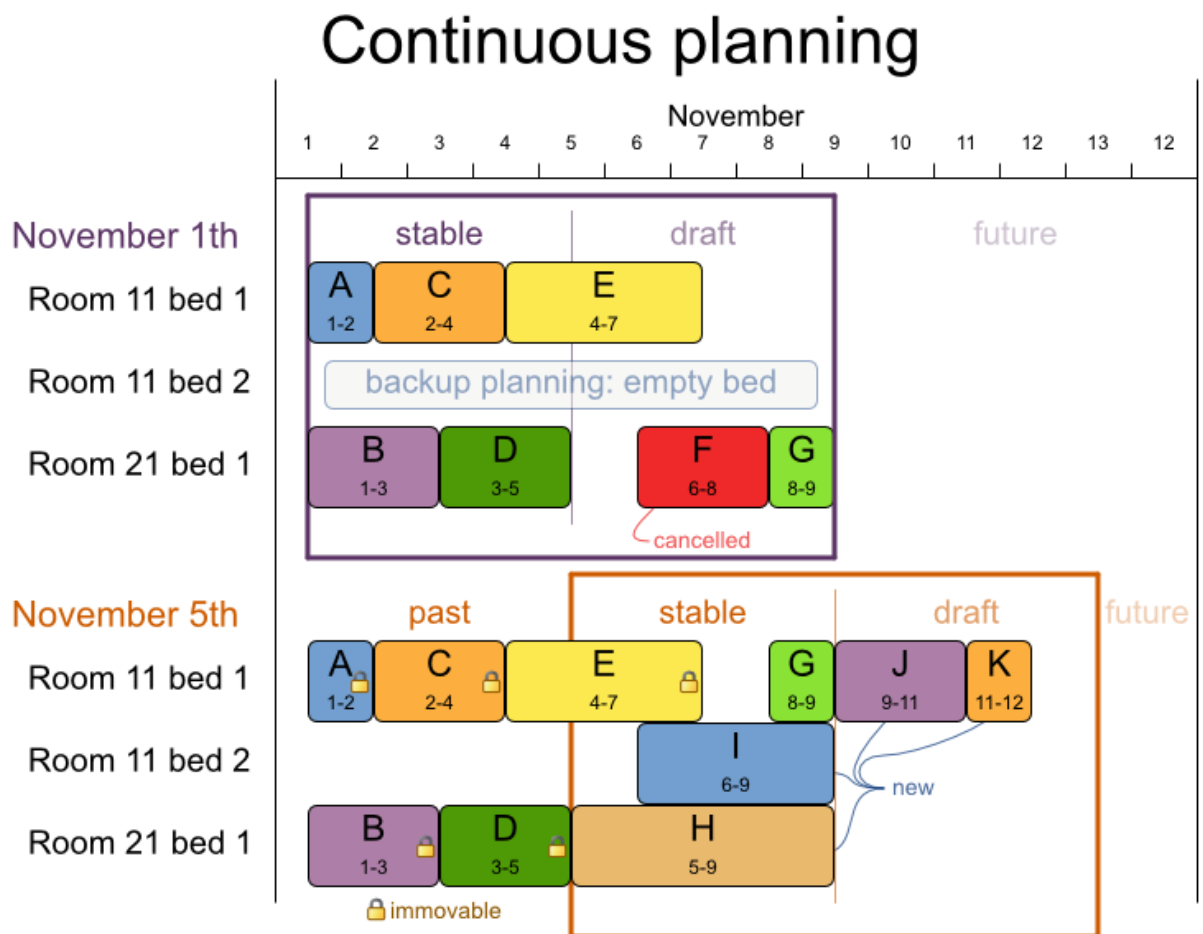 Continuous planning
November
1 2 3 4 5 6 7 8 9 10 11 12 13 12
November 1th stable draft future
Room 11 bed 1 A C E
1-2 2-4 4-7
Room 11 bed 2 backup planning: empty bed
Room 21 bed 1 B D F G
1-3 3-5 6-8 8-9
cancelled
November 5th past stable draft future
Room 11 bed 1 A C E G J K
1-2 2-4 4-7 8-9 9-11 11-12
Room 11 bed 2 I
6-9 new
Room 21 bed 1 B D H
1-3 3-5 5-9
immovable